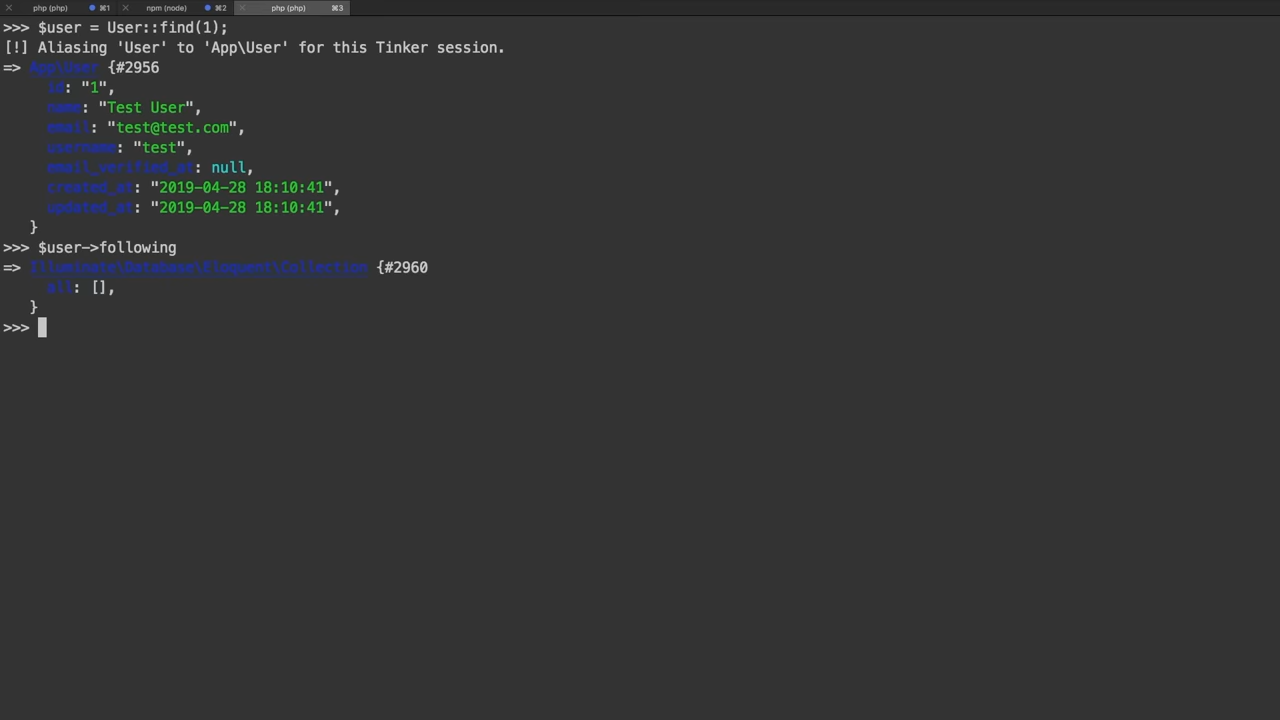 php (php) ⌘1 npm (node) ⌘2 php (php) ⌘3
>>> $user = User::find(1);
[!] Aliasing 'User' to 'App\User' for this Tinker session.
=> App\User {#2956
id: "1",
name: "Test User",
email: "test@test.com",
username: "test",
email_verified_at: null,
created_at: "2019-04-28 18:10:41",
updated_at: "2019-04-28 18:10:41",
}
>>> $user->following
=> Illuminate\Database\Eloquent\Collection {#2960
all: [],
}
>>>